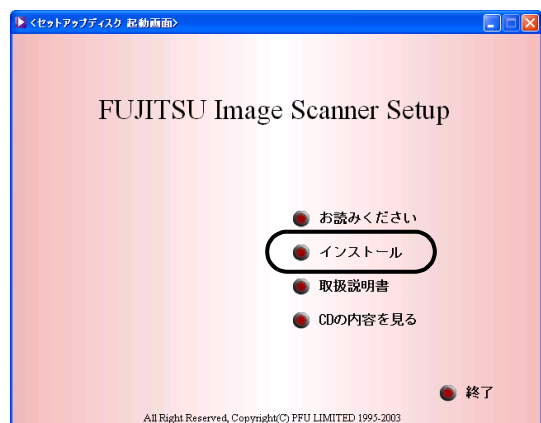 <セットアップディスク 起動画面>
FUJITSU Image Scanner Setup
お読みください
インストール
取扱説明書
CDの内容を見る
終了
All Right Reserved, Copyright(C) PFU LIMITED 1995-2003